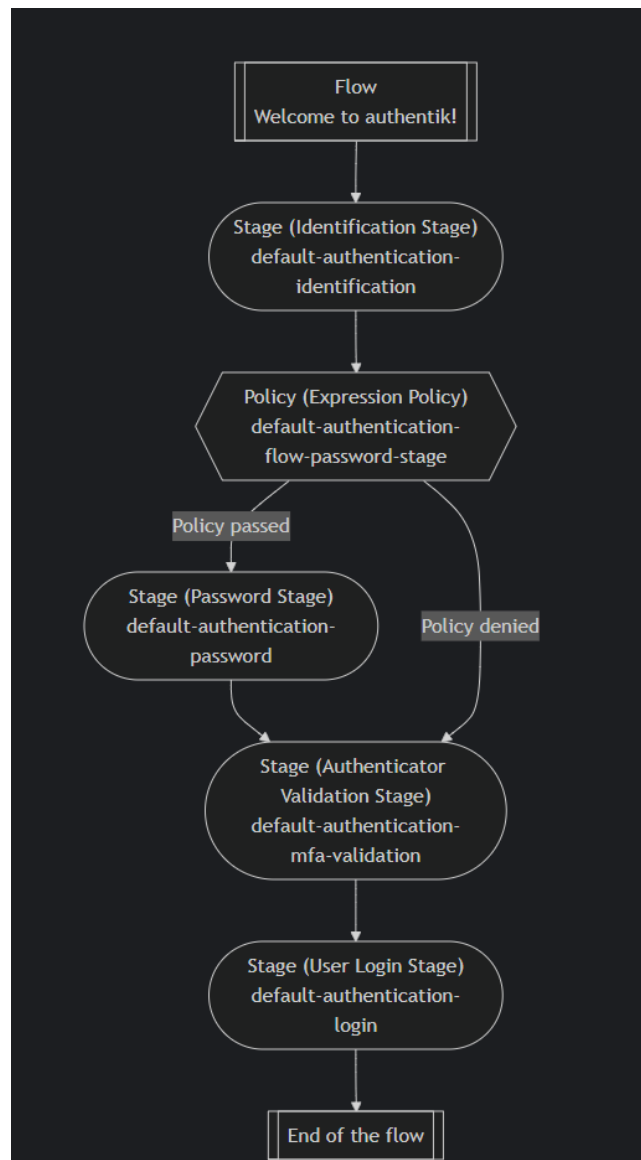 Flow
Welcome to authentik!
Stage (Identification Stage)
default-authentication-
identification
Policy (Expression Policy)
default-authentication-
flow-password-stage
Policy passed
Stage (Password Stage)
default-authentication-
password
Policy denied
Stage (Authenticator
Validation Stage)
default-authentication-
mfa-validation
Stage (User Login Stage)
default-authentication-
login
End of the flow